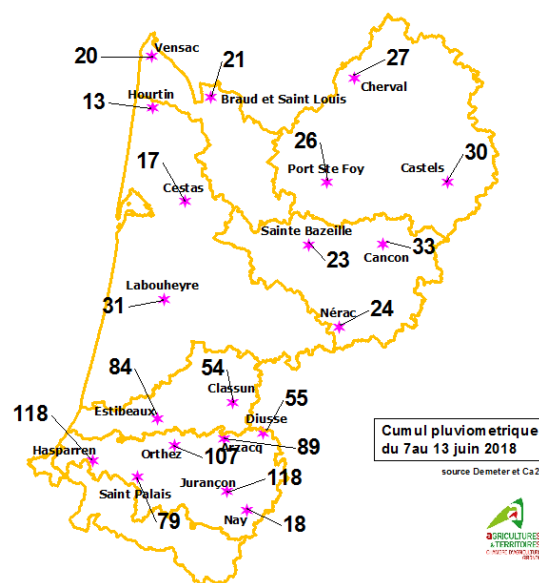 20
Vensac
21
27
Cherval
Hourtin
13
Braud et Saint Louis
26
Port Ste Foy
Castels
30
17
Cestas
Sainte Bazeille
23
Cancon
33
Labouheyre
31
Nérac
24
84
54
Classun
55
Estibeaux
Diusse
118
Hasparren
Orthez
107
Arzacq
89
Saint Palais
79
Jurançon
118
Nay
18
Cumul pluviometrique
du 7au 13 juin 2018
source Demeter et Ca2
AGRICULTURES
& TERRITOIRES